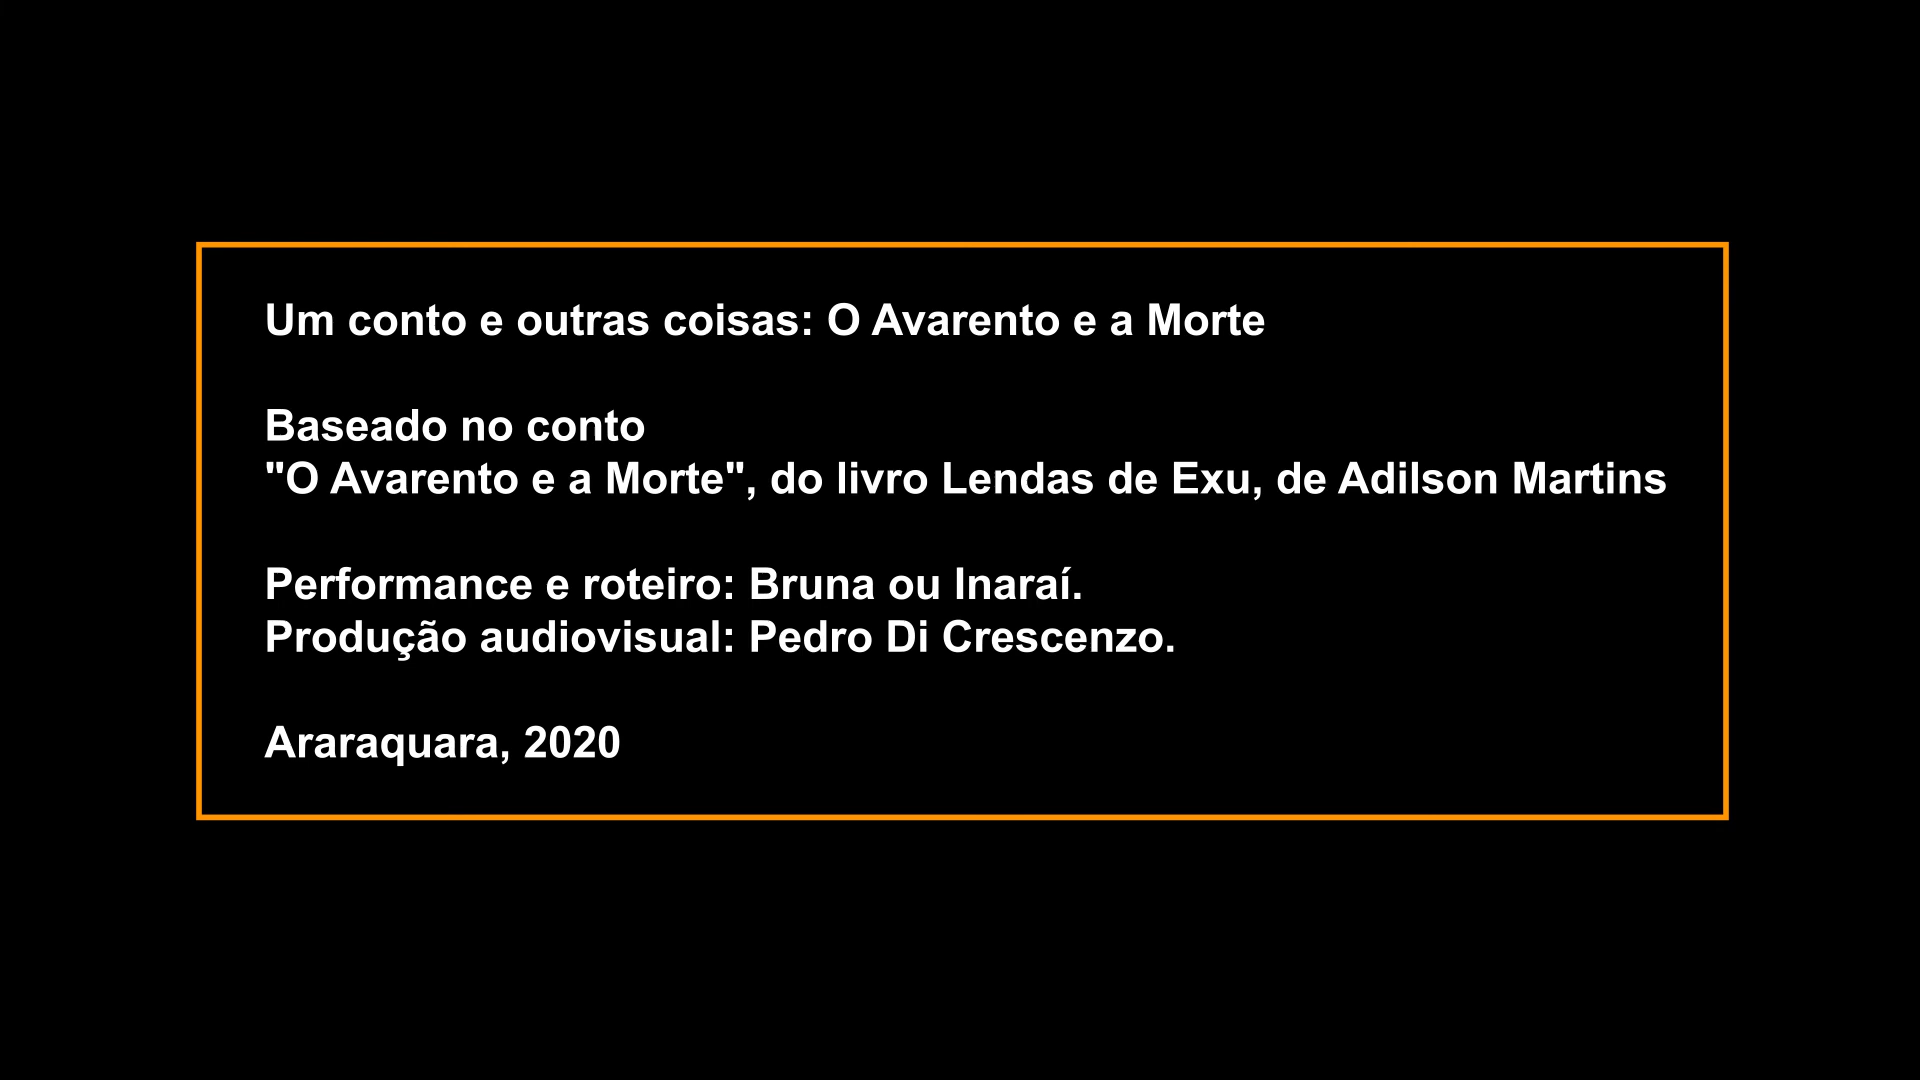 Um conto e outras coisas: O Avarento e a Morte
Baseado no conto
"O Avarento e a Morte", do livro Lendas de Exu, de Adilson Martins
Performance e roteiro: Bruna ou Inaraí.
Produção audiovisual: Pedro Di Crescenzo.
Araraquara, 2020